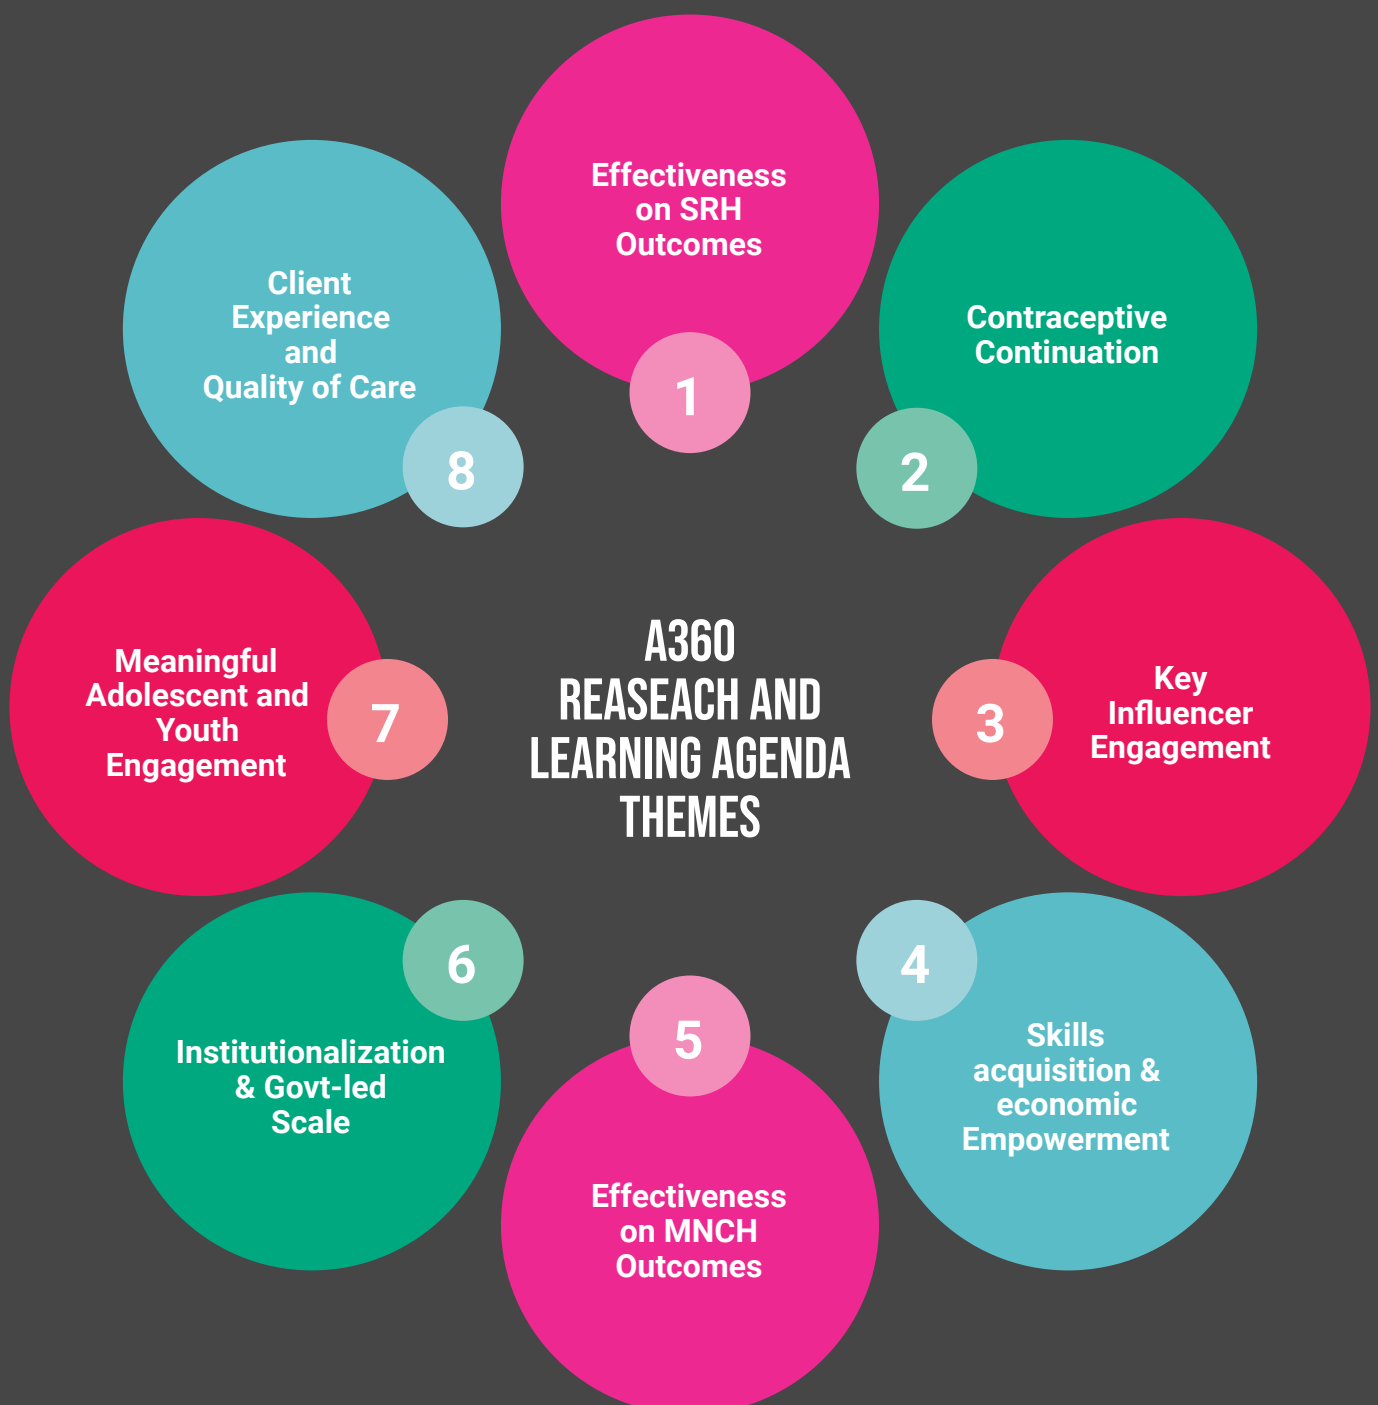 Effectiveness
on SRH
Outcomes
1
Contraceptive
Continuation
2
Key
Influencer
Engagement
3
Skills
acquisition &
economic
Empowerment
4
Effectiveness
on MNCH
Outcomes
5
Institutionalization
& Govt-led
Scale
6
Meaningful
Adolescent and
Youth
Engagement
7
Client
Experience
and
Quality of Care
8
A360
REASEACH AND
LEARNING AGENDA
THEMES